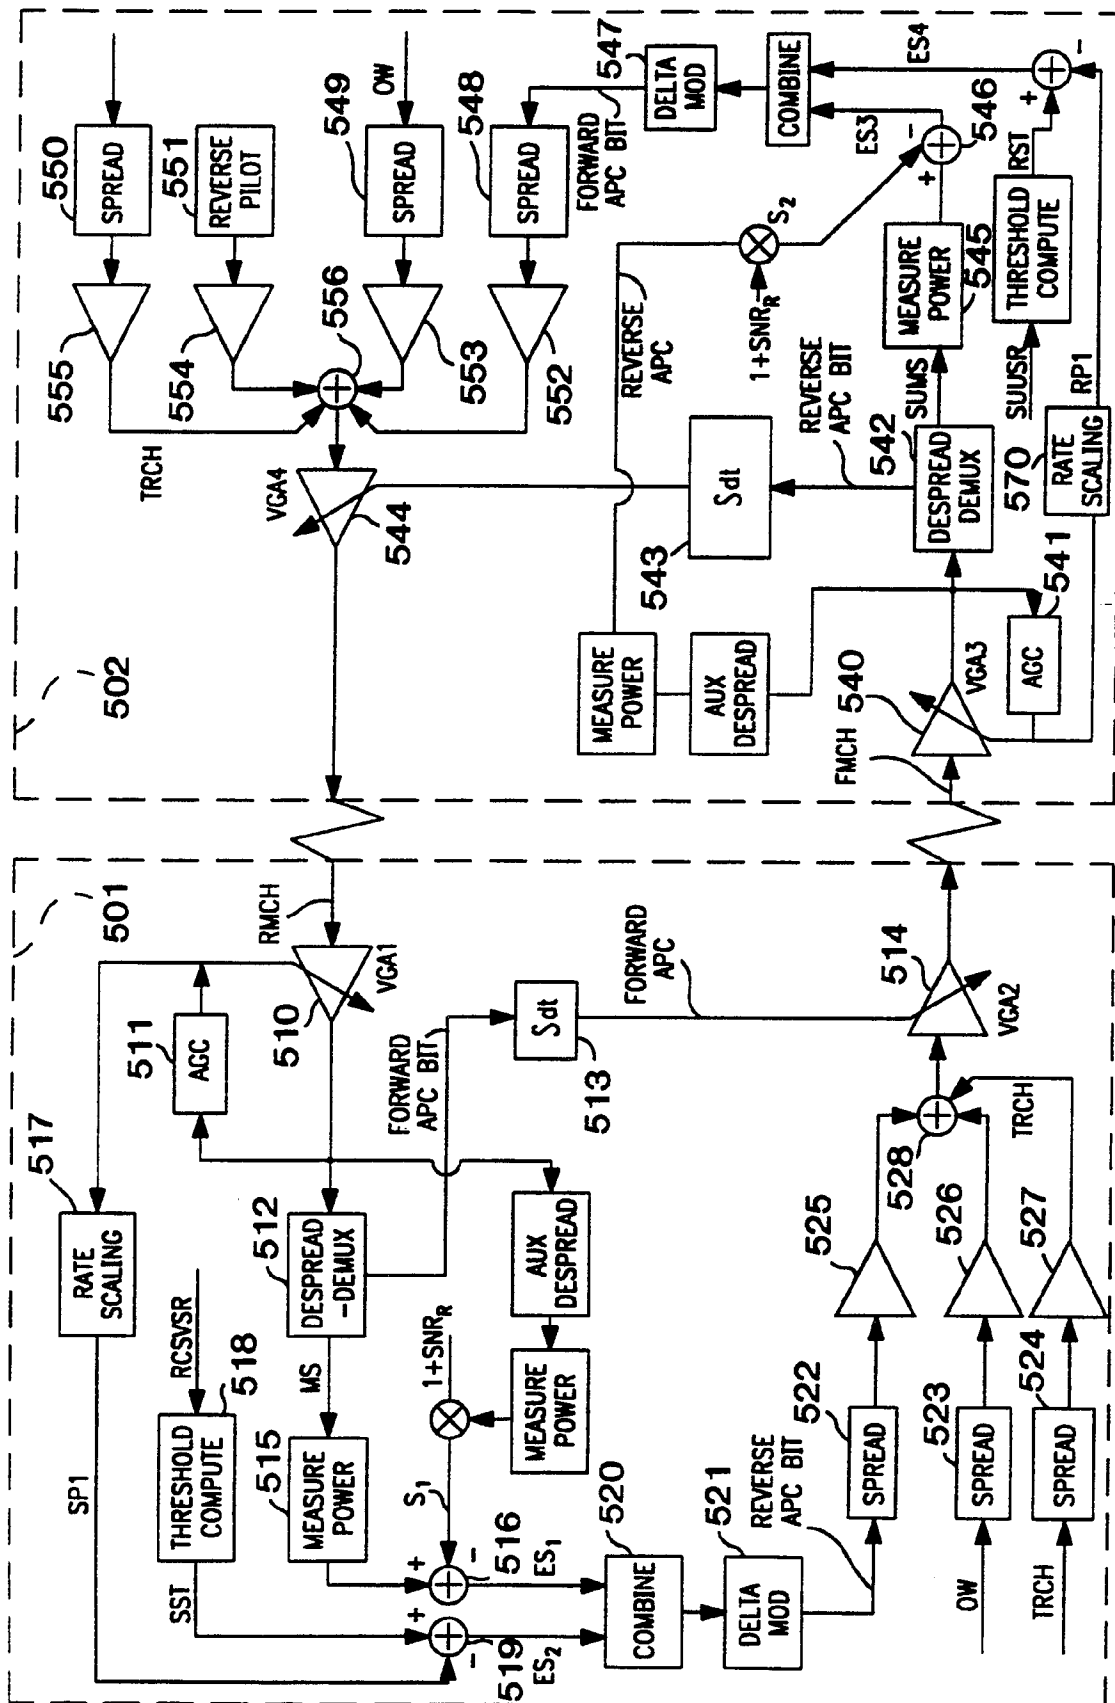 501
SP1
RATE
SCALING
517
SST
THRESHOLD
COMPUTE
518
RCSVSR
AGC
511
RMCH
VGA1
510
MS
MEASURE
POWER
515
DESPREAD
-DEMUX
512
FORWARD
APC BIT
+
-
519
ES2
+
-
516
ES1
S1
1+SNRR
MEASURE
POWER
AUX
DESPREAD
Sdt
513
FORWARD
APC
COMBINE
520
DELTA
MOD
521
REVERSE
APC BIT
SPREAD
522
525
OW
SPREAD
523
526
TRCH
SPREAD
524
527
528
TRCH
514
VGA2
502
VGA4
544
TRCH
555
SPREAD
550
554
REVERSE
PILOT
551
556
553
SPREAD
549
OW
552
SPREAD
548
FORWARD
APC BIT
DELTA
MOD
547
MEASURE
POWER
AUX
DESPREAD
REVERSE
APC
543
Sdt
1+SNRR
S2
REVERSE
APC BIT
COMBINE
ES3
ES4
FMCH
540
VGA3
AGC
541
DESPREAD
DEMUX
542
SUMS
MEASURE
POWER
545
+
-
546
SUUSR
THRESHOLD
COMPUTE
RST
+
-
570
RATE
SCALING
RP1